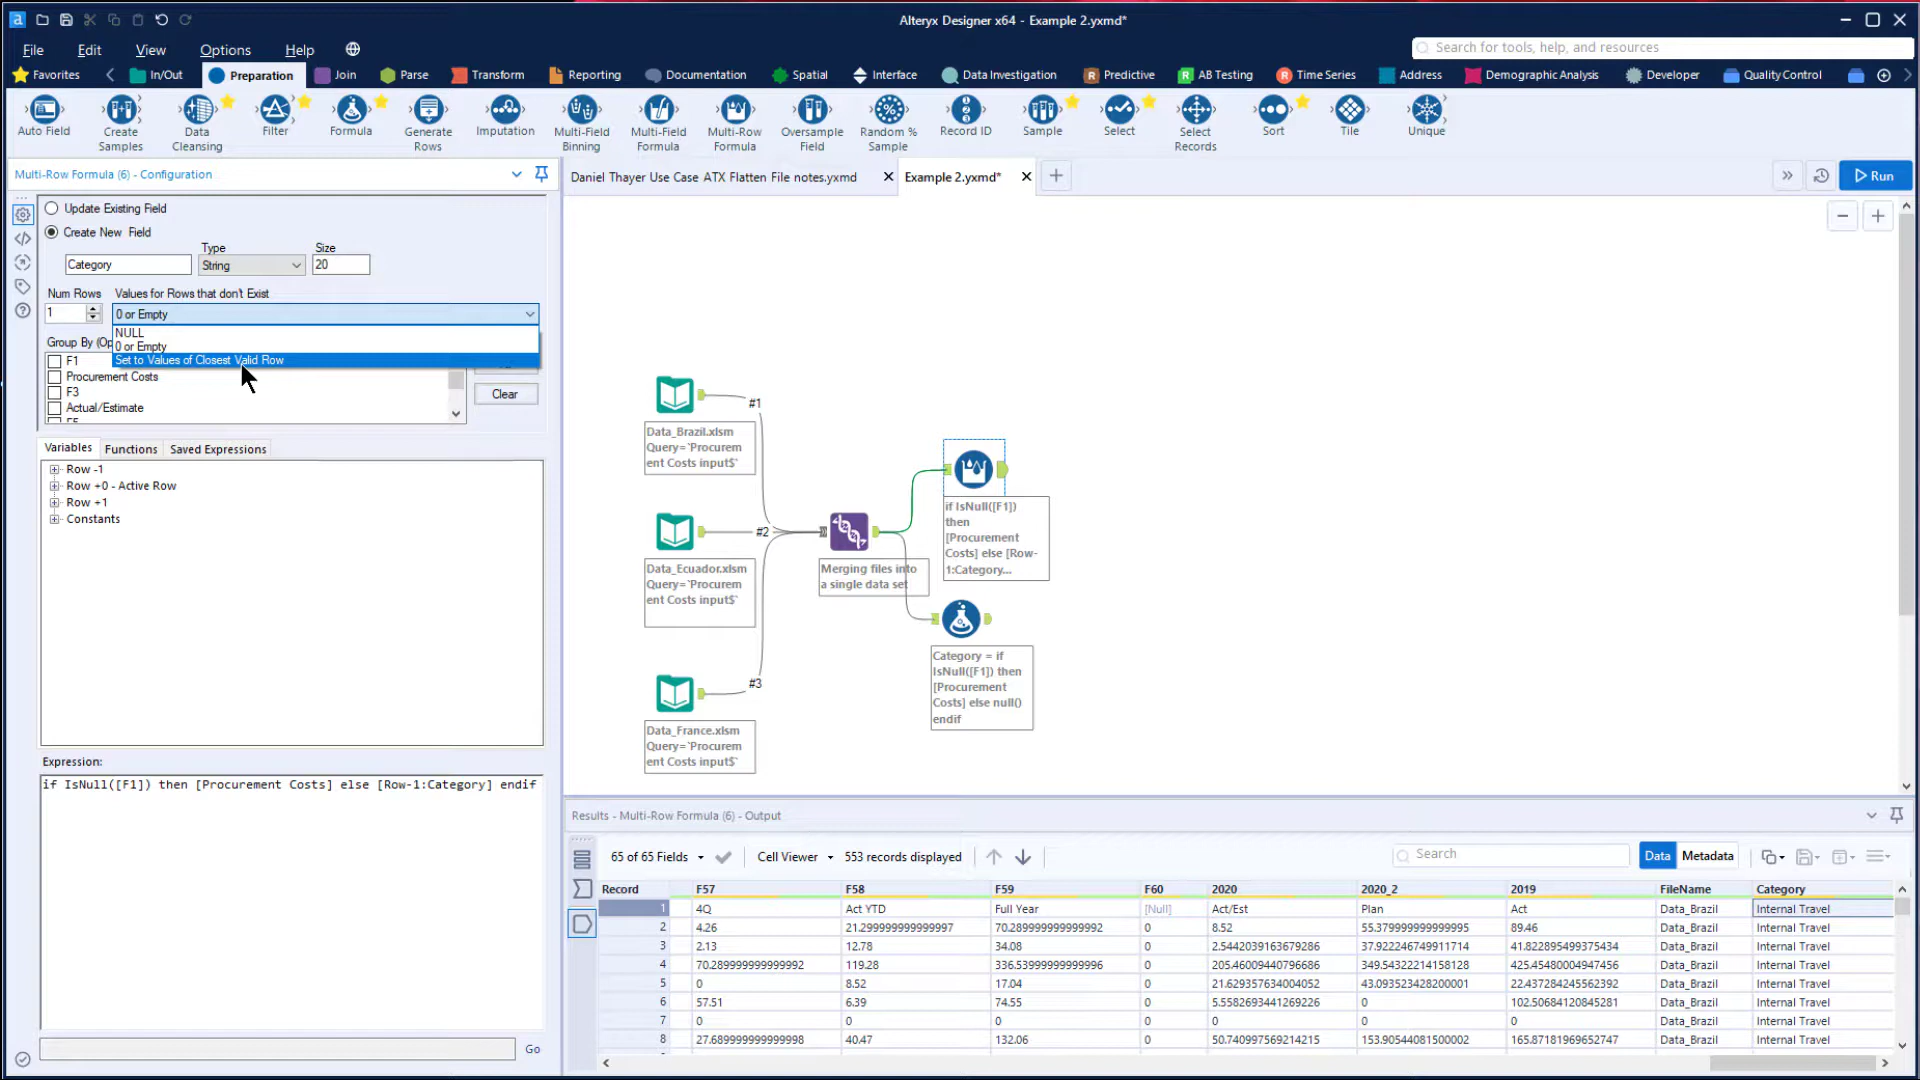 Alteryx Designer x64 - Example 2.yxmd*
File Edit View Options Help
Search for tools, help, and resources
Favorites In/Out Preparation Join Parse Transform Reporting Documentation Spatial Interface Data Investigation Predictive AB Testing Time Series Address Demographic Analysis Developer Quality Control
Auto Field
Create Samples
Data Cleansing
Filter
Formula
Generate Rows
Imputation
Multi-Field Binning
Multi-Field Formula
Multi-Row Formula
Oversample Field
Random % Sample
Record ID
Sample
Select
Select Records
Sort
Tile
Unique
Multi-Row Formula (6) - Configuration
Daniel Thayer Use Case ATX Flatten File notes.yxmd
Example 2.yxmd*
Run
Update Existing Field
Create New Field
Type Size
Category String 20
Num Rows Values for Rows that don't Exist
1 0 or Empty
NULL
0 or Empty
Set to Values of Closest Valid Row
Group By (Op
F1
Procurement Costs
F3
Actual/Estimate
F5
Clear
Variables Functions Saved Expressions
Row -1
Row +0 - Active Row
Row +1
Constants
Expression:
if IsNull([F1]) then [Procurement Costs] else [Row-1:Category] endif
Go
#1
Data_Brazil.xlsm
Query=`Procurem
ent Costs input$`
#2
Data_Ecuador.xlsm
Query=`Procurem
ent Costs input$`
#3
Data_France.xlsm
Query=`Procurem
ent Costs input$`
Merging files into
a single data set
if IsNull([F1])
then
[Procurement
Costs] else [Row-
1:Category...
Category = if
IsNull([F1]) then
[Procurement
Costs] else null()
endif
Results - Multi-Row Formula (6) - Output
65 of 65 Fields Cell Viewer 553 records displayed Search Data Metadata
Record F57 F58 F59 F60 2020 2020_2 2019 FileName Category
1 4Q Act YTD Full Year [Null] Act/Est Plan Act Data_Brazil Internal Travel
2 4.26 21.299999999999997 70.289999999999992 0 8.52 55.379999999999995 89.46 Data_Brazil Internal Travel
3 2.13 12.78 34.08 0 2.5442039163679286 37.922246749911714 41.822895499375434 Data_Brazil Internal Travel
4 70.289999999999992 119.28 336.53999999999996 0 205.46009440796686 349.54322214158128 425.45480004947456 Data_Brazil Internal Travel
5 0 8.52 17.04 0 21.629357634004052 43.093523428200001 22.437284245562392 Data_Brazil Internal Travel
6 57.51 6.39 74.55 0 5.5582693441269226 0 102.50684120845281 Data_Brazil Internal Travel
7 0 0 0 0 0 0 0 Data_Brazil Internal Travel
8 27.689999999999998 40.47 132.06 0 50.740997569214215 153.90544081500002 165.87181969652747 Data_Brazil Internal Travel